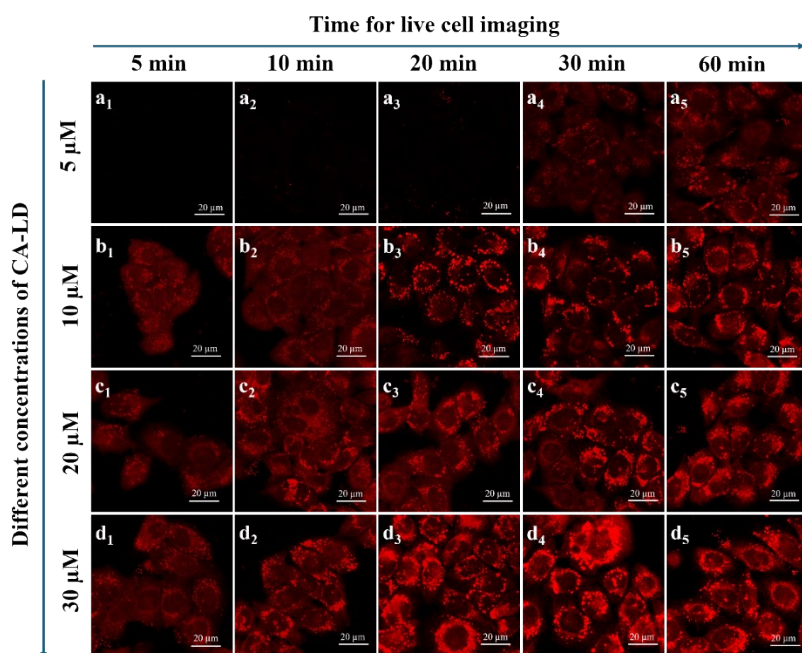 Time for live cell imaging
5 min 10 min 20 min 30 min 60 min
Different concentrations of CA-LD
5 μM
a1 a2 a3 a4 a5
20 μm 20 μm 20 μm 20 μm 20 μm
10 μM
b1 b2 b3 b4 b5
20 μm 20 μm 20 μm 20 μm 20 μm
20 μM
c1 c2 c3 c4 c5
20 μm 20 μm 20 μm 20 μm 20 μm
30 μM
d1 d2 d3 d4 d5
20 μm 20 μm 20 μm 20 μm 20 μm